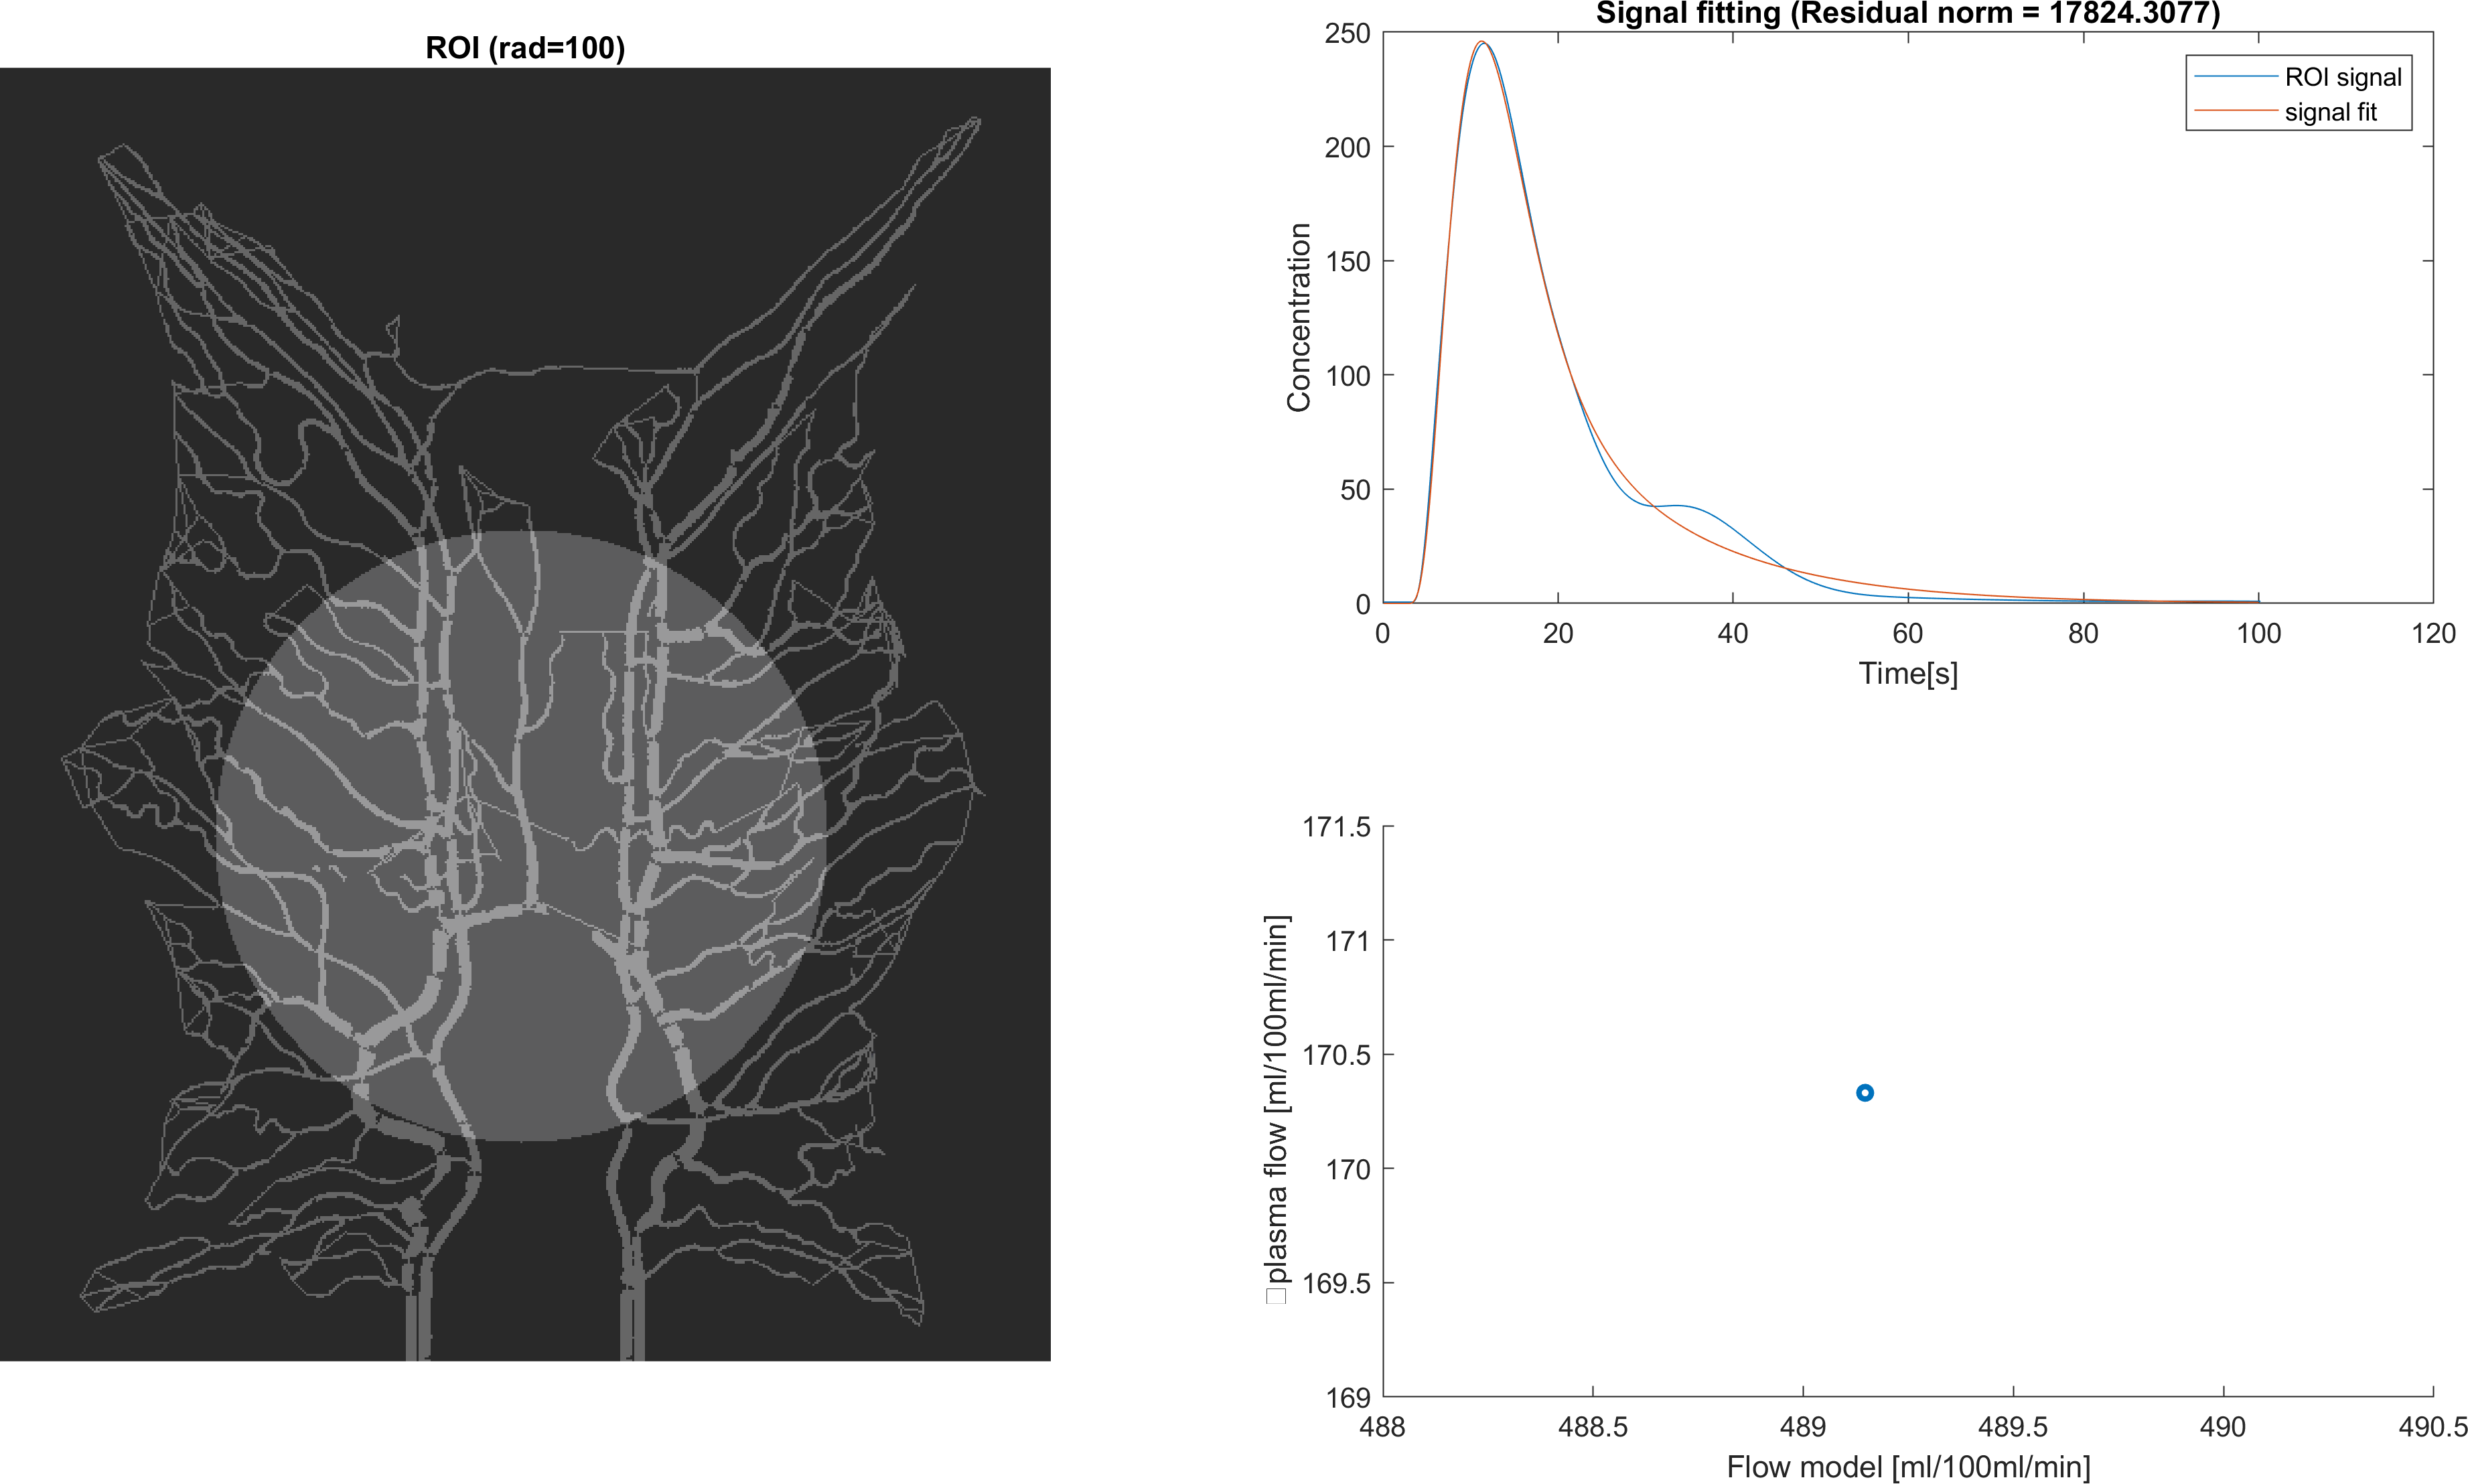 ROI (rad=100)
Signal fitting (Residual norm = 17824.3077)
250
200
150
100
50
0
Concentration
ROI signal
signal fit
0 20 40 60 80 100 120
Time[s]
171.5
171
170.5
170
169.5
169
□plasma flow [ml/100ml/min]
488 488.5 489 489.5 490 490.5
Flow model [ml/100ml/min]